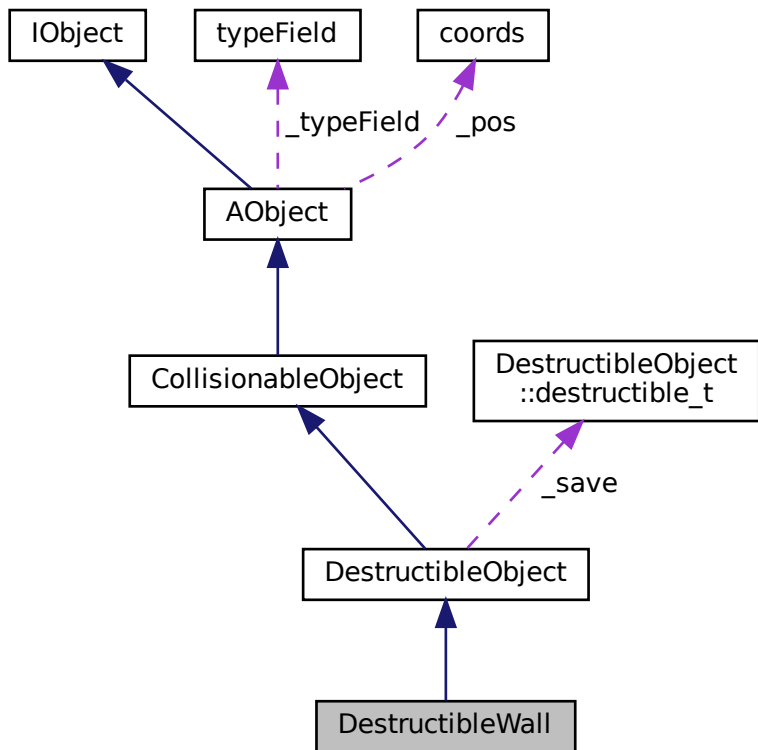 IObject
typeField
coords
_typeField
_pos
AObject
CollisionableObject
DestructibleObject
::destructible_t
_save
DestructibleObject
DestructibleWall